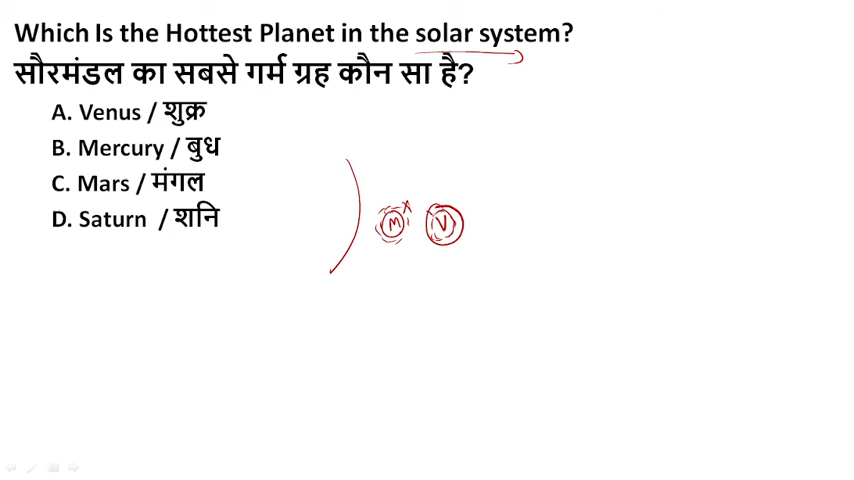 Which Is the Hottest Planet in the solar system?
सौरमंडल का सबसे गर्म ग्रह कौन सा है?
A. Venus / शुक्र
B. Mercury / बुध
C. Mars / मंगल
D. Saturn / शनि
M V